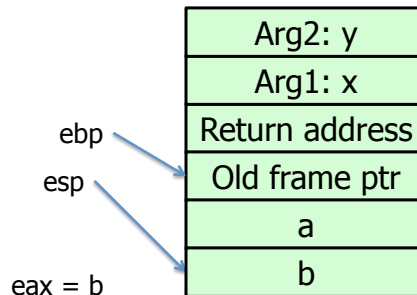 Arg2: y
Arg1: x
Return address
ebp
Old frame ptr
esp
a
b
eax = b